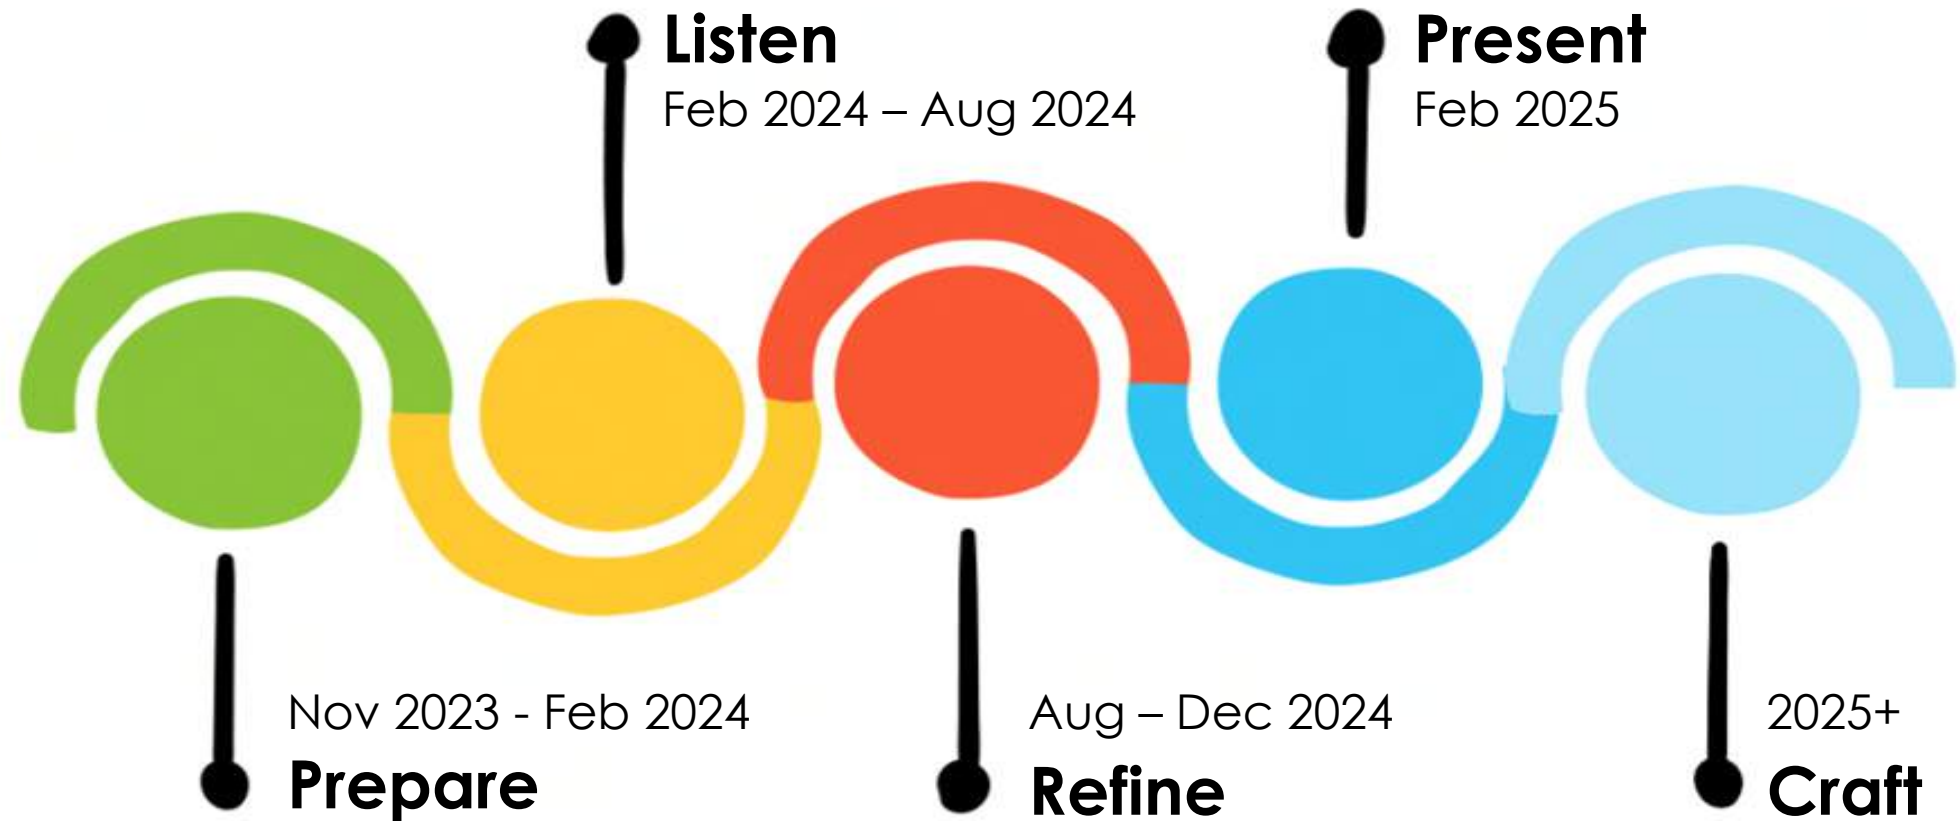 Listen
Feb 2024 – Aug 2024
Present
Feb 2025
Nov 2023 - Feb 2024
Prepare
Aug – Dec 2024
Refine
2025+
Craft